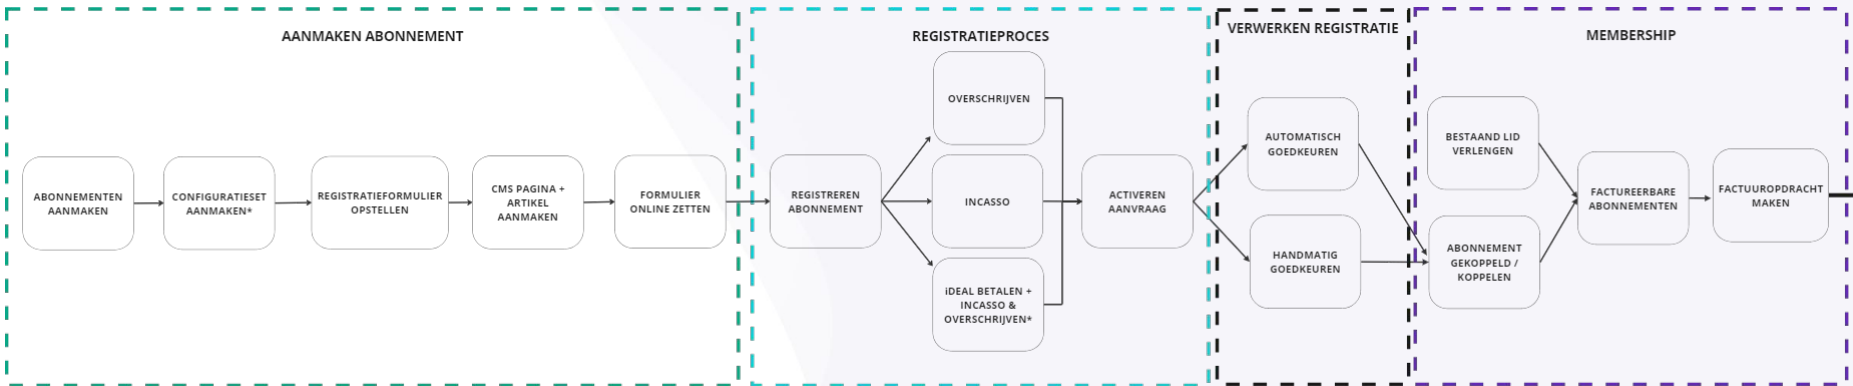 AANMAKEN ABONNEMENT
ABONNEMENTEN
AANMAKEN
CONFIGURATIESET
AANMAKEN*
REGISTRATIEFORMULIER
OPSTELLEN
CMS PAGINA +
ARTIKEL
AANMAKEN
FORMULIER
ONLINE ZETTEN
REGISTRATIEPROCES
REGISTREREN
ABONNEMENT
OVERSCHRIJVEN
INCASSO
iDEAL BETALEN +
INCASSO &
OVERSCHRIJVEN*
ACTIVEREN
AANVRAAG
VERWERKEN REGISTRATIE
AUTOMATISCH
GOEDKEUREN
HANDMATIG
GOEDKEUREN
MEMBERSHIP
BESTAAND LID
VERLENGEN
ABONNEMENT
GEKOPPELD /
KOPPELEN
FACTUREERBARE
ABONNEMENTEN
FACTUUROPDRACHT
MAKEN